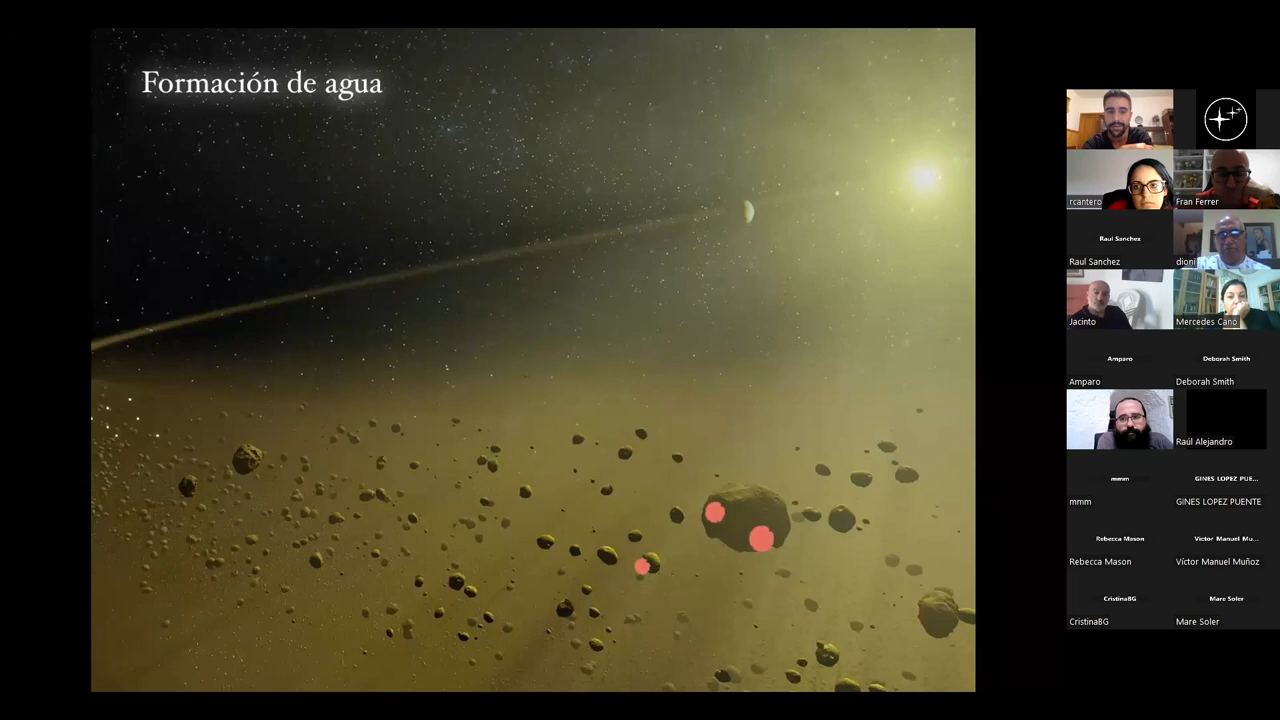 Formación de agua
rcantero
Fran Ferrer
Raul Sanchez
Raul Sanchez
dioni
Jacinto
Mercedes Cano
Amparo
Deborah Smith
Amparo
Deborah Smith
Raúl Alejandro
mmm
GINES LOPEZ PUE...
mmm
GINES LOPEZ PUENTE
Rebecca Mason
Victor Manuel Mu...
Rebecca Mason
Víctor Manuel Muñoz
CristinaBG
Mare Soler
CristinaBG
Mare Soler